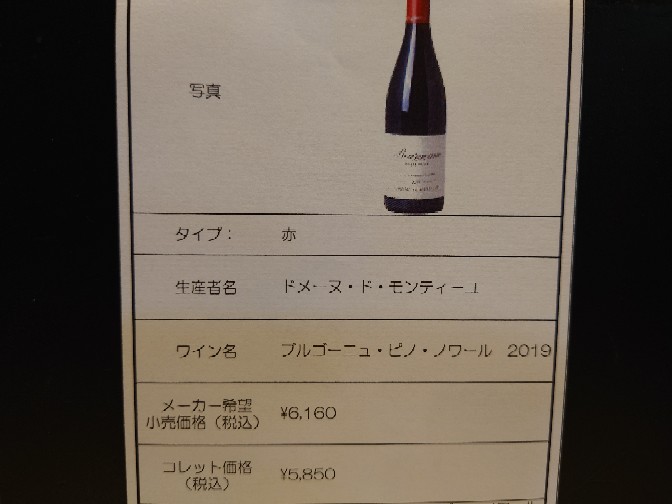 写真
タイプ： 赤
生産者名 ドメーヌ・ド・モンティーユ
ワイン名 ブルゴーニュ・ピノ・ノワール 2019
メーカー希望
小売価格（税込） ¥6,160
コレット価格
（税込） ¥5,850